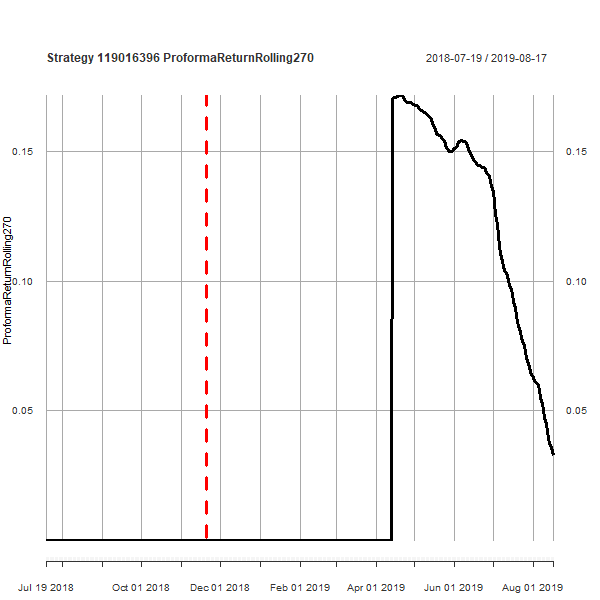 Strategy 119016396 ProformaReturnRolling270
2018-07-19 / 2019-08-17
ProformaReturnRolling270
0.15
0.15
0.10
0.10
0.05
0.05
Jul 19 2018
Oct 01 2018
Dec 01 2018
Feb 01 2019
Apr 01 2019
Jun 01 2019
Aug 01 2019